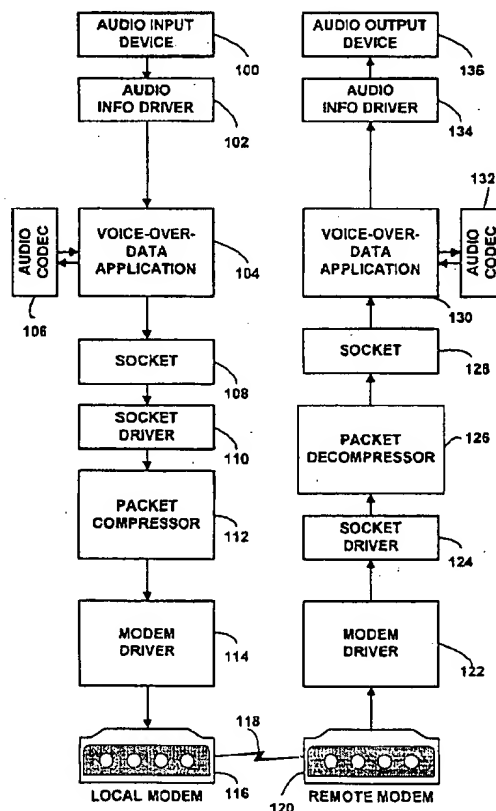 AUDIO INPUT
DEVICE
100
AUDIO
INFO DRIVER
102
AUDIO
CODEC
106
VOICE-OVER-
DATA
APPLICATION
104
SOCKET
108
SOCKET
DRIVER
110
PACKET
COMPRESSOR
112
MODEM
DRIVER
114
116
LOCAL MODEM
118
AUDIO OUTPUT
DEVICE
136
AUDIO
INFO DRIVER
134
VOICE-OVER-
DATA
APPLICATION
130
132
AUDIO
CODEC
SOCKET
128
PACKET
DECOMPRESSOR
126
SOCKET
DRIVER
124
MODEM
DRIVER
122
120
REMOTE MODEM